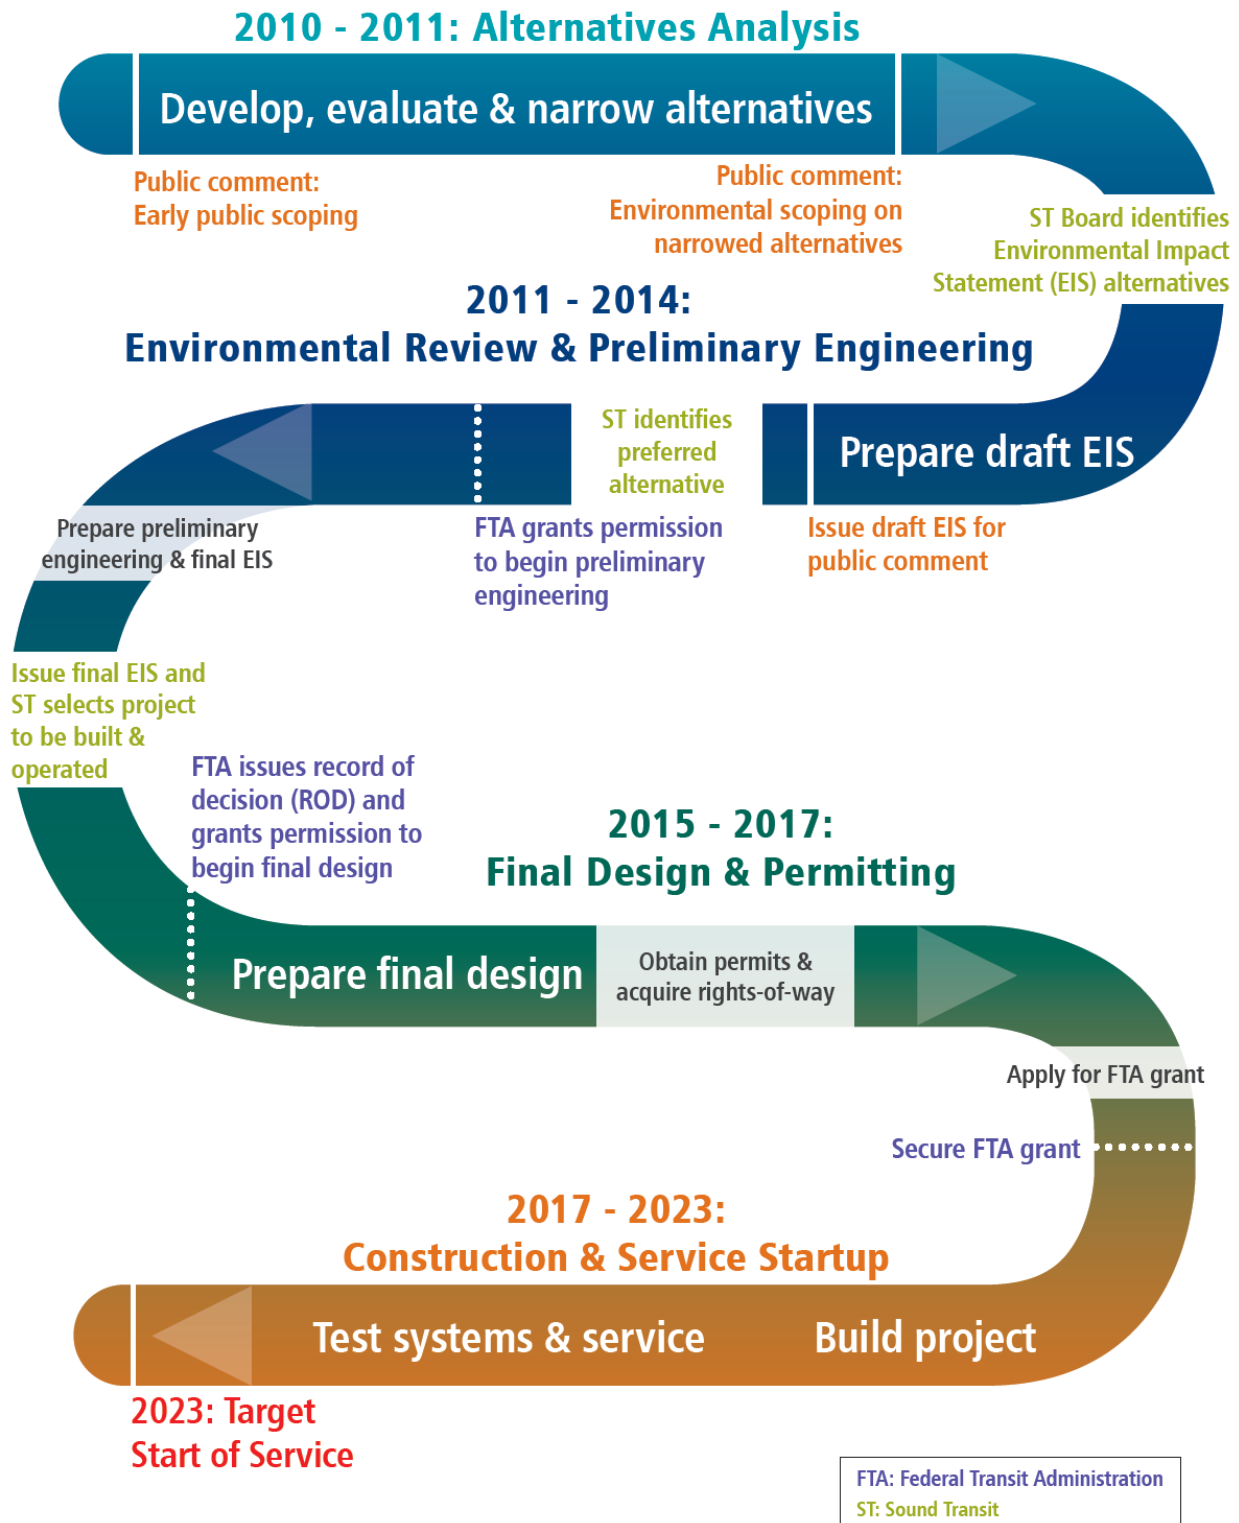 2010 - 2011: Alternatives Analysis
Develop, evaluate & narrow alternatives
Public comment:
Early public scoping
Public comment:
Environmental scoping on
narrowed alternatives
ST Board identifies
Environmental Impact
Statement (EIS) alternatives
2011 - 2014:
Environmental Review & Preliminary Engineering
Prepare draft EIS
Issue draft EIS for
public comment
ST identifies
preferred
alternative
FTA grants permission
to begin preliminary
engineering
Prepare preliminary
engineering & final EIS
Issue final EIS and
ST selects project
to be built &
operated
FTA issues record of
decision (ROD) and
grants permission to
begin final design
2015 - 2017:
Final Design & Permitting
Prepare final design
Obtain permits &
acquire rights-of-way
Apply for FTA grant
Secure FTA grant
2017 - 2023:
Construction & Service Startup
Build project
Test systems & service
2023: Target
Start of Service
FTA: Federal Transit Administration
ST: Sound Transit